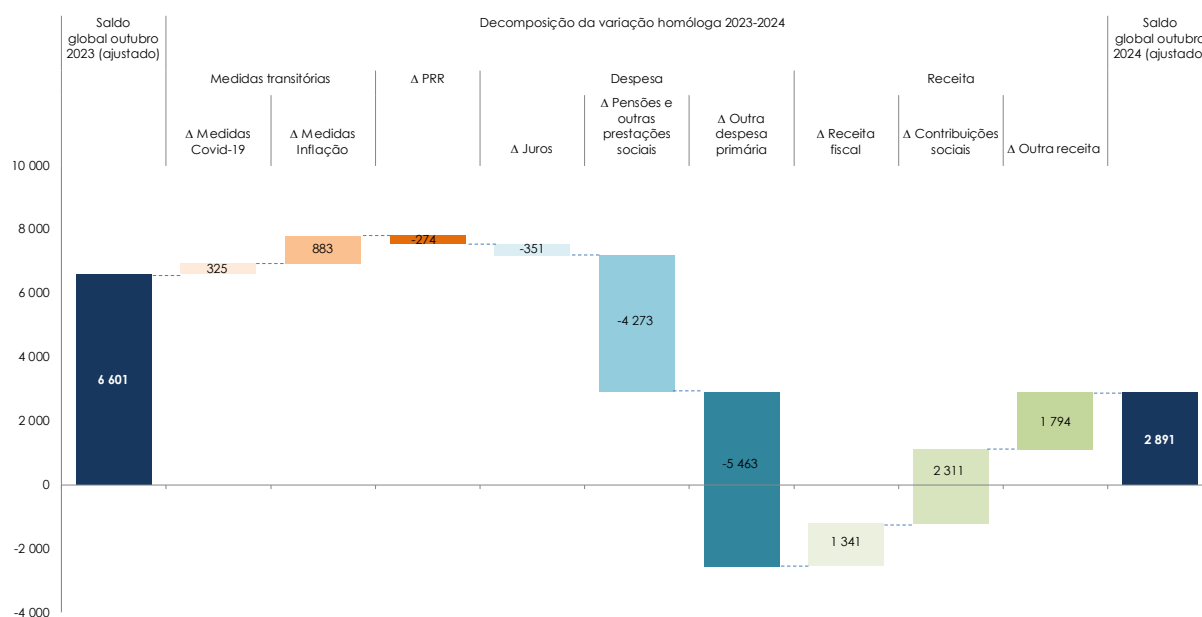 Saldo
global outubro
2023 (ajustado)
Decomposição da variação homóloga 2023-2024
Saldo
global outubro
2024 (ajustado)
Medidas transitórias
Δ PRR
Despesa
Receita
Δ Medidas
Covid-19
Δ Medidas
Inflação
Δ Juros
Δ Pensões e
outras
prestações
sociais
Δ Outra
despesa
primária
Δ Receita
fiscal
Δ Contribuições
sociais
Δ Outra receita
10 000
8 000
6 000
4 000
2 000
0
-2 000
-4 000
6 601
325
883
-274
-351
-4 273
-5 463
1 341
2 311
1 794
2 891